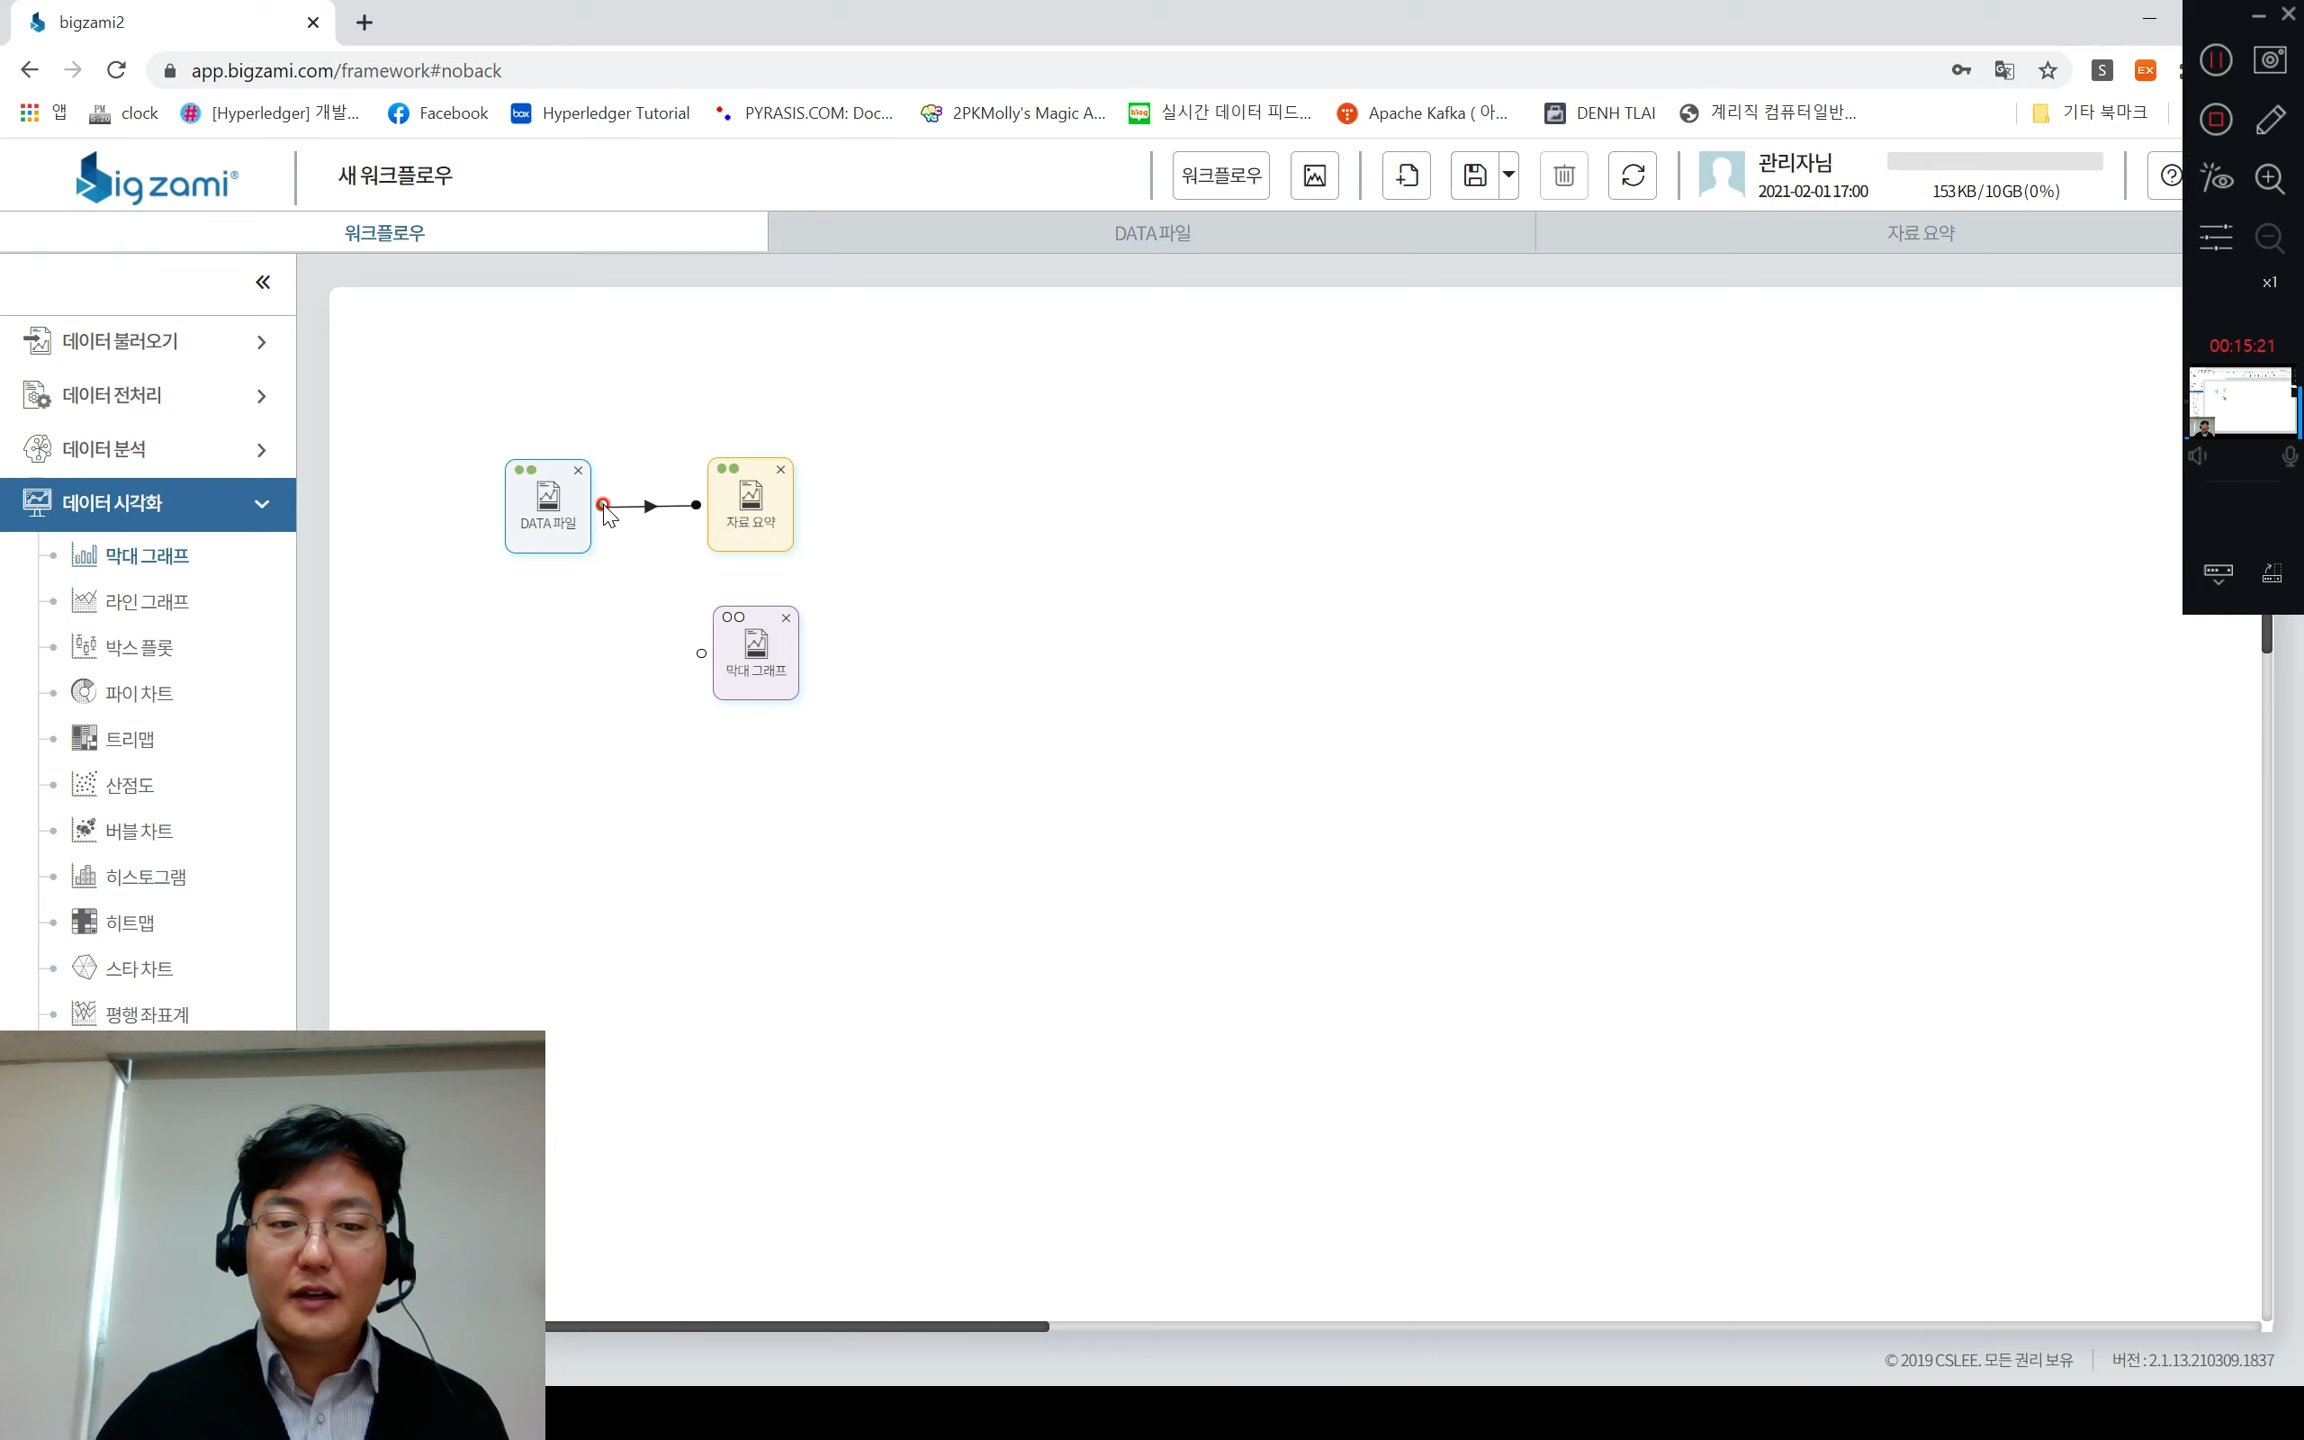 bigzami2
app.bigzami.com/framework#noback
S
EX
앱
PM 5:20
clock
[Hyperledger] 개발...
Facebook
box
Hyperledger Tutorial
PYRASIS.COM: Doc...
2PKMolly's Magic A...
blog
실시간 데이터 피드...
Apache Kafka ( 아...
DENH TLAI
계리직 컴퓨터일반...
기타 북마크
big zami®
새 워크플로우
워크플로우
관리자님
2021-02-01 17:00
153 KB / 10 GB (0%)
워크플로우
DATA 파일
자료 요약
x1
00:15:21
데이터 불러오기
데이터 전처리
데이터 분석
데이터 시각화
막대 그래프
라인 그래프
박스 플롯
파이 차트
트리맵
산점도
버블 차트
히스토그램
히트맵
스타 차트
평행 좌표계
DATA 파일
자료 요약
막대 그래프
© 2019 CSLEE. 모든 권리 보유
버전 : 2.1.13.210309.1837